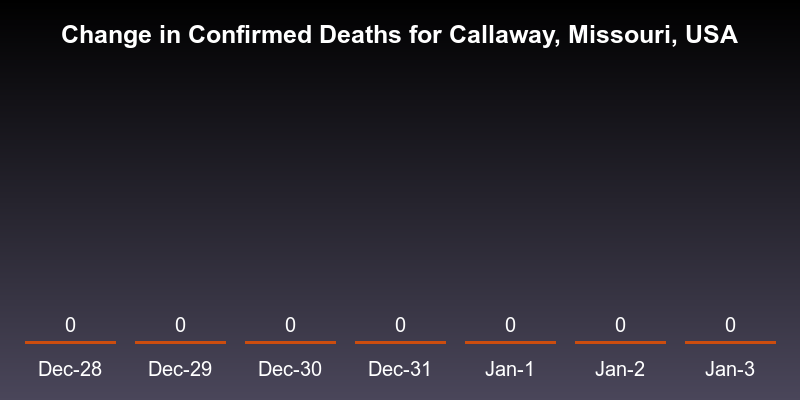 Change in Confirmed Deaths for Callaway, Missouri, USA
0 0 0 0 0 0 0
Dec-28 Dec-29 Dec-30 Dec-31 Jan-1 Jan-2 Jan-3